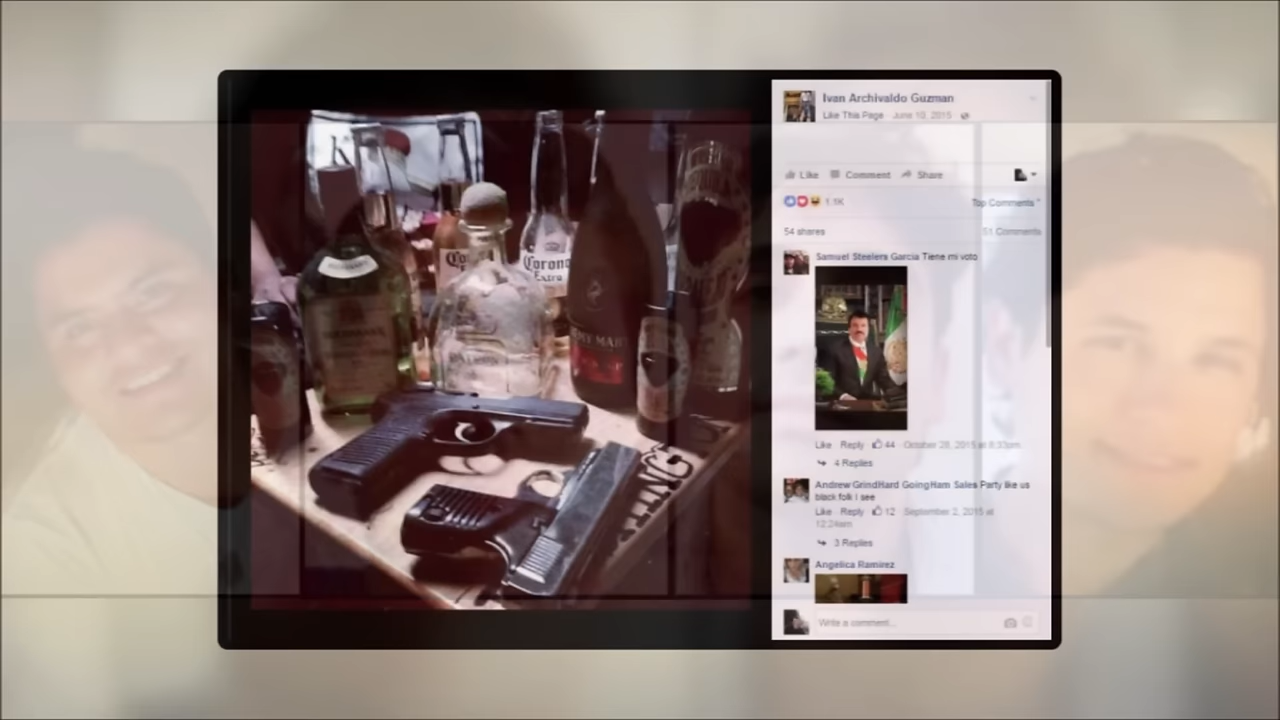 Corona
Extra
Ivan Archivaldo Guzman
Like This Page · June 10, 2015
Like Comment Share
1.1K Top Comments
54 shares 51 Comments
Samuel Steelers Garcia Tiene mi voto
Like Reply 44 October 28, 2015 at 8:33pm
4 Replies
Andrew GrindHard GoingHam Sales Party like us
black folk I see
Like Reply 12 September 2, 2015 at
12:24am
3 Replies
Angelica Ramirez
Write a comment...